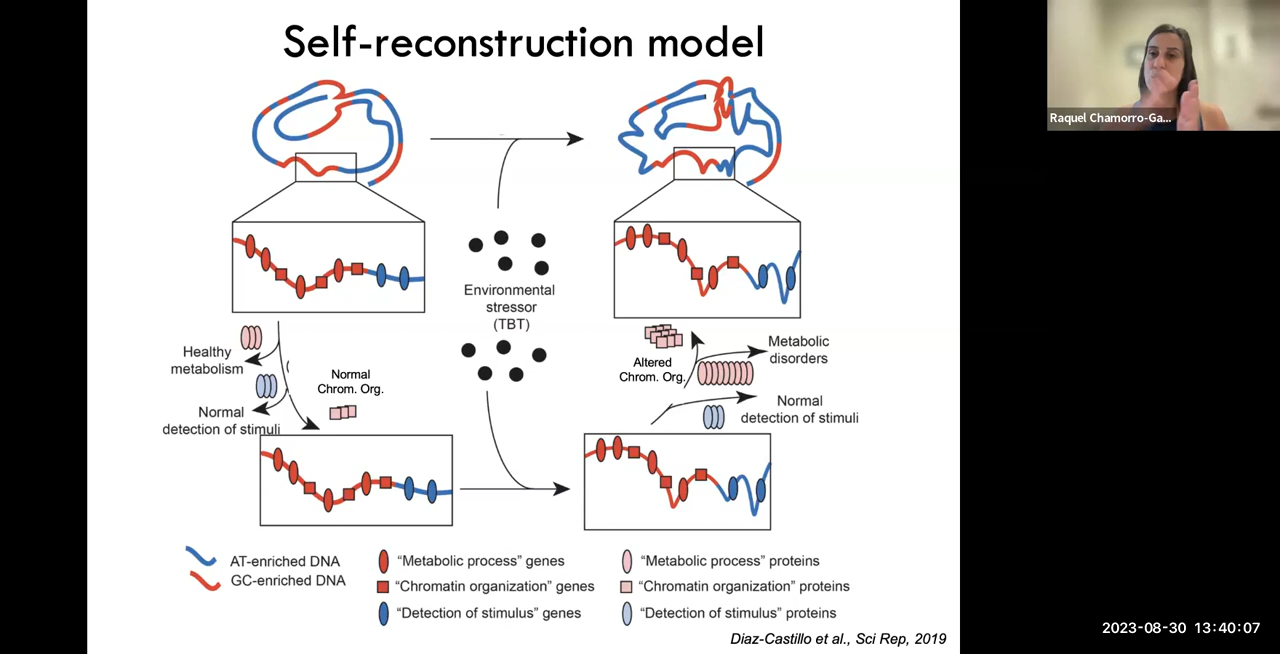 Self-reconstruction model
Raquel Chamorro-Ga...
Environmental
stressor
(TBT)
Healthy
metabolism
Normal
Chrom. Org.
Normal
detection of stimuli
Altered
Chrom. Org.
Metabolic
disorders
Normal
detection of stimuli
AT-enriched DNA
GC-enriched DNA
“Metabolic process” genes
“Chromatin organization” genes
“Detection of stimulus” genes
“Metabolic process” proteins
“Chromatin organization” proteins
“Detection of stimulus” proteins
Diaz-Castillo et al., Sci Rep, 2019
2023-08-30 13:40:07